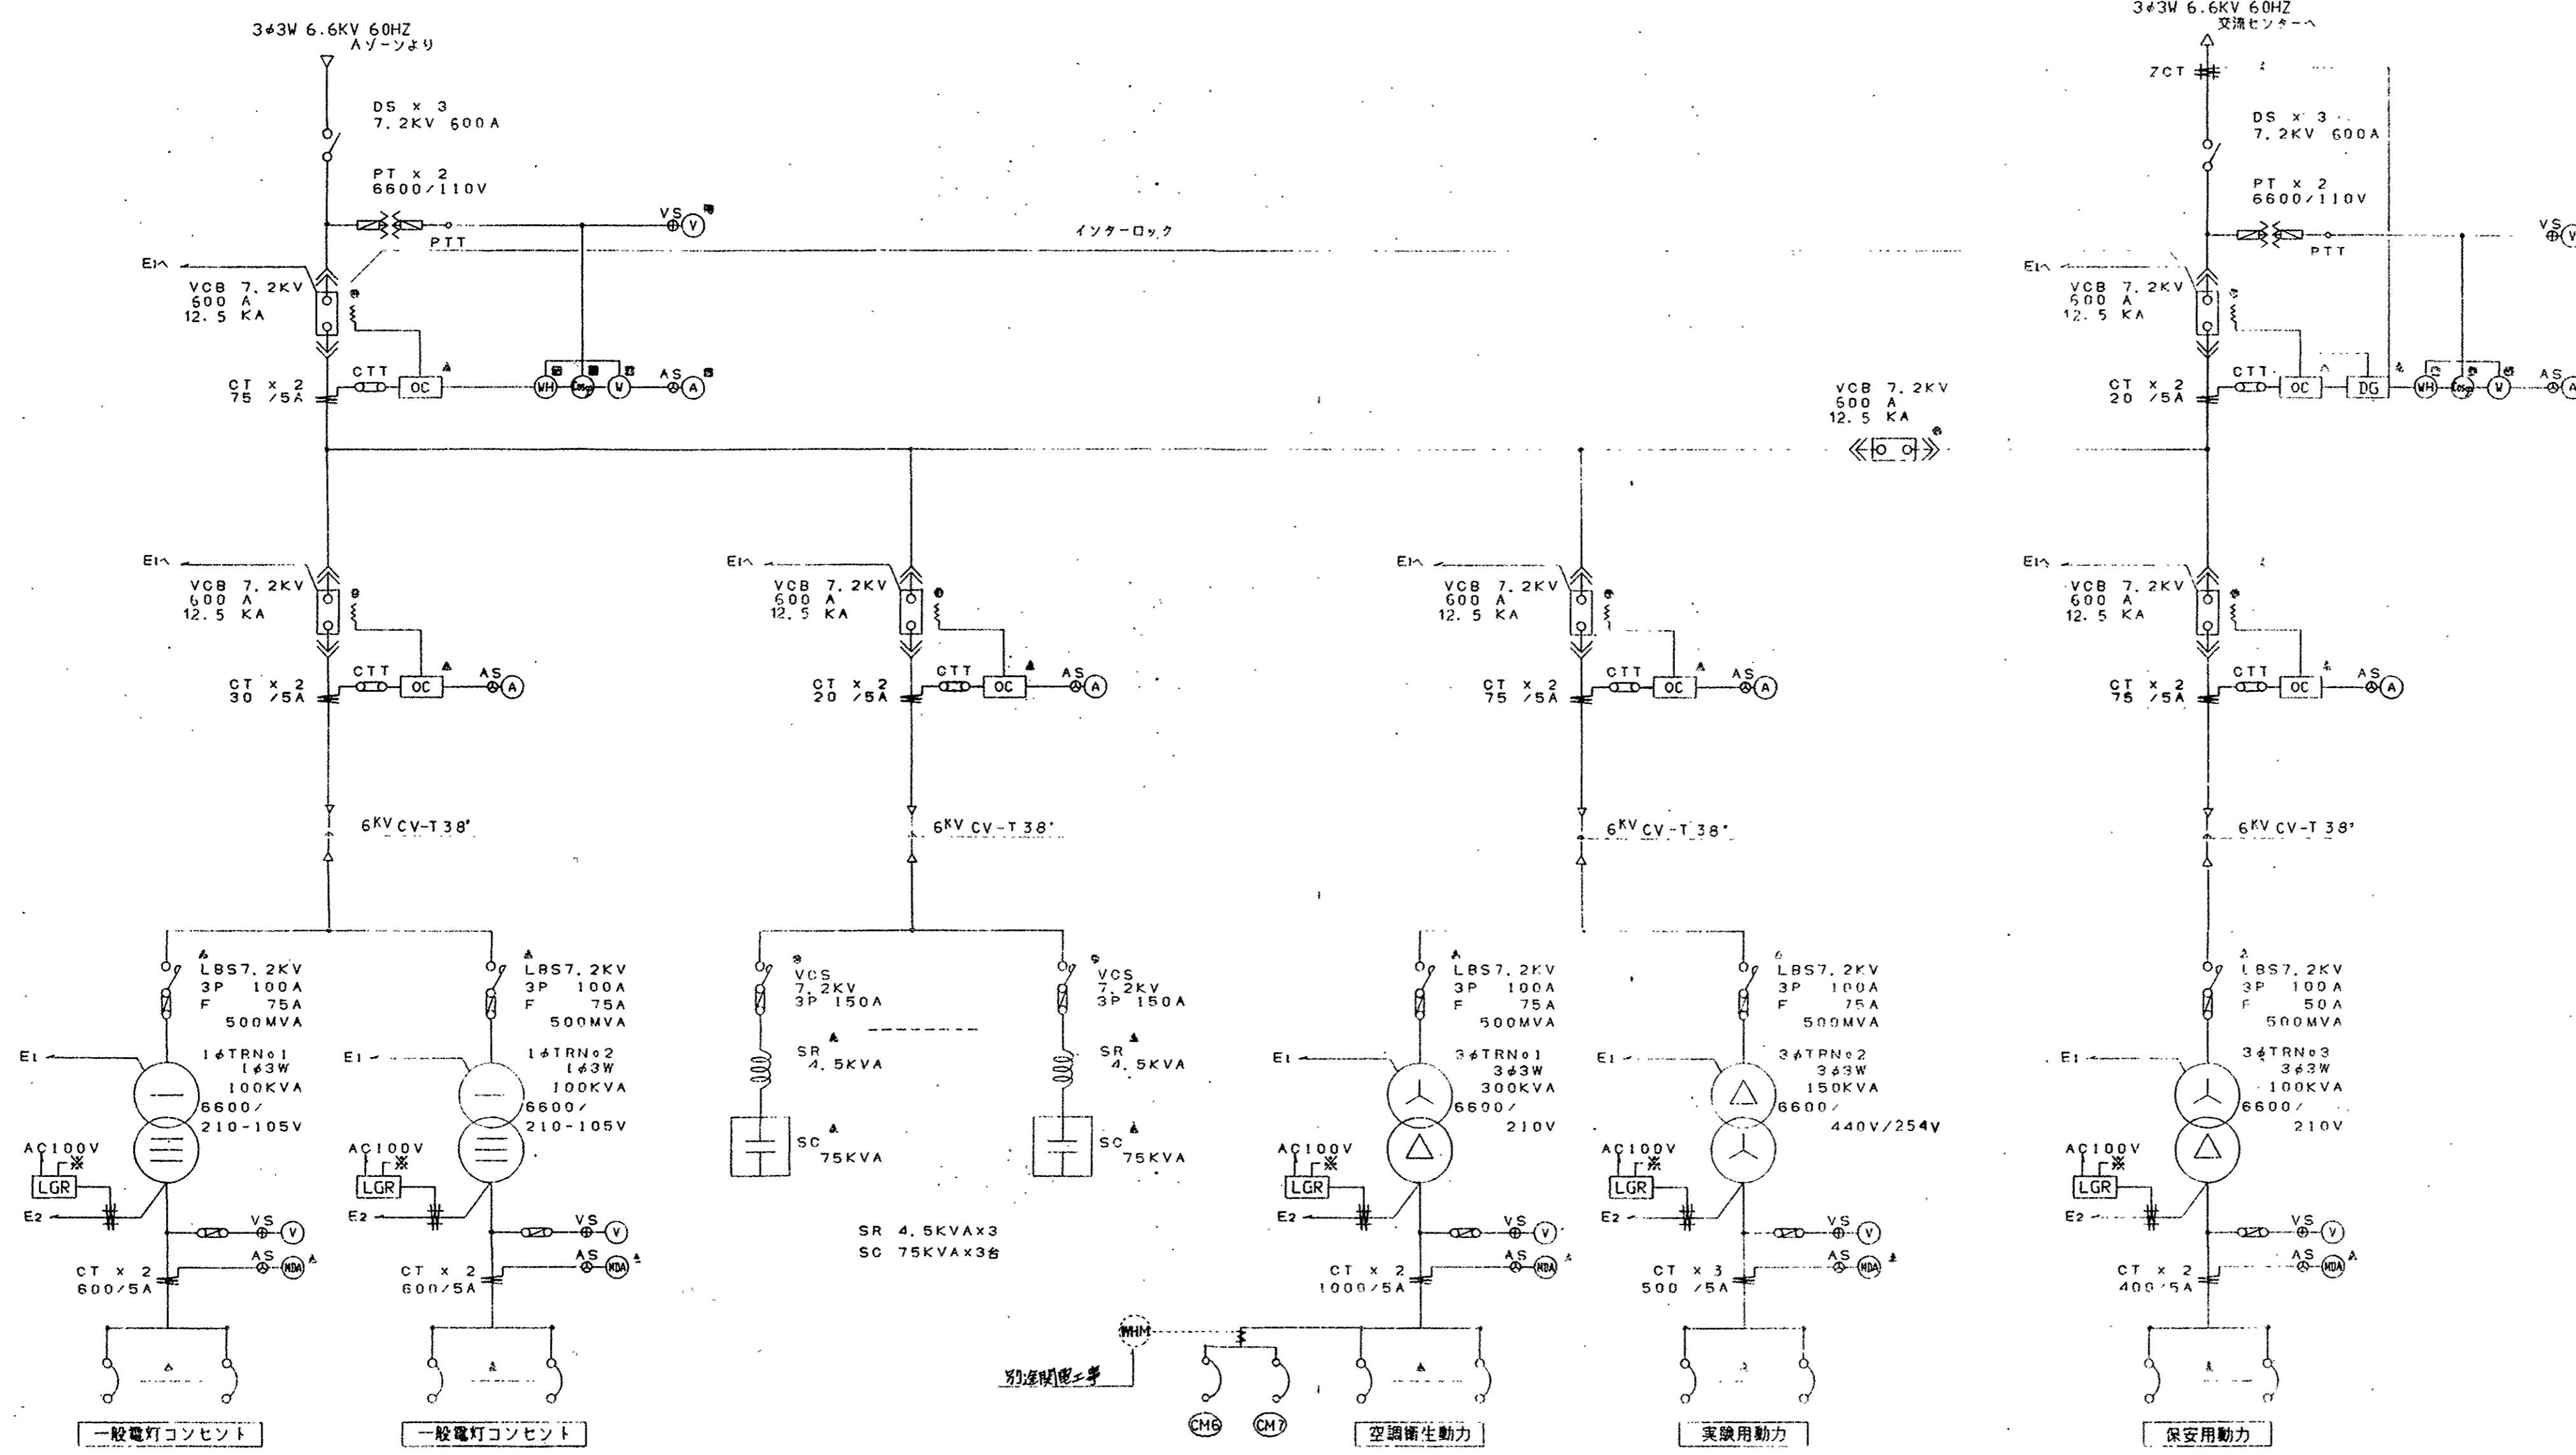 3φ3W 6.6KV 60HZ
Aゾーンより
DS × 3
7.2KV 600A
PT × 2
6600/110V
VS
V
PTT
インターロック
E1へ
VCB 7.2KV
600 A
12.5 KA
CT × 2
75 /5A
CTT
OC
WH
Cosφ
W
AS
A
3φ3W 6.6KV 60HZ
交流センターへ
ZCT
DS × 3
7.2KV 600A
PT × 2
6600/110V
VS
V
PTT
E1へ
VCB 7.2KV
600 A
12.5 KA
CT × 2
20 /5A
CTT
OC
DG
WH
Cosφ
W
AS
A
VCB 7.2KV
600 A
12.5 KA
E1へ
VCB 7.2KV
600 A
12.5 KA
CT × 2
30 /5A
CTT
OC
AS
A
E1へ
VCB 7.2KV
600 A
12.5 KA
CT × 2
20 /5A
CTT
OC
AS
A
E1へ
VCB 7.2KV
600 A
12.5 KA
CT × 2
75 /5A
CTT
OC
AS
A
E1へ
VCB 7.2KV
600 A
12.5 KA
CT × 2
75 /5A
CTT
OC
AS
A
6KV CV-T 38°
6KV CV-T 38°
6KV CV-T 38°
6KV CV-T 38°
LBS7.2KV
3P 100A
F 75A
500MVA
E1
1φTRNo1
1φ3W
100KVA
6600/
210-105V
AC100V
※
LGR
E2
VS
V
AS
MDA
CT × 2
600/5A
一般電灯コンセント
LBS7.2KV
3P 100A
F 75A
500MVA
E1
1φTRNo2
1φ3W
100KVA
6600/
210-105V
AC100V
※
LGR
E2
VS
V
AS
MDA
CT × 2
600/5A
一般電灯コンセント
VCS
7.2KV
3P 150A
SR
4.5KVA
SC
75KVA
VCS
7.2KV
3P 150A
SR
4.5KVA
SC
75KVA
SR 4.5KVA×3
SC 75KVA×3台
LBS7.2KV
3P 100A
F 75A
500MVA
E1
3φTRNo1
3φ3W
300KVA
6600/
210V
AC100V
※
LGR
E2
VS
V
AS
MDA
CT × 2
1000/5A
WHM
別途関電工事
CM6
CM7
空調衛生動力
LBS7.2KV
3P 100A
F 75A
500MVA
E1
3φTRNo2
3φ3W
150KVA
6600/
440V/254V
AC100V
※
LGR
E2
VS
V
AS
MDA
CT × 3
500 /5A
実験用動力
LBS7.2KV
3P 100A
F 50A
500MVA
E1
3φTRNo3
3φ3W
100KVA
6600/
210V
AC100V
※
LGR
E2
VS
V
AS
MDA
CT × 2
400/5A
保安用動力